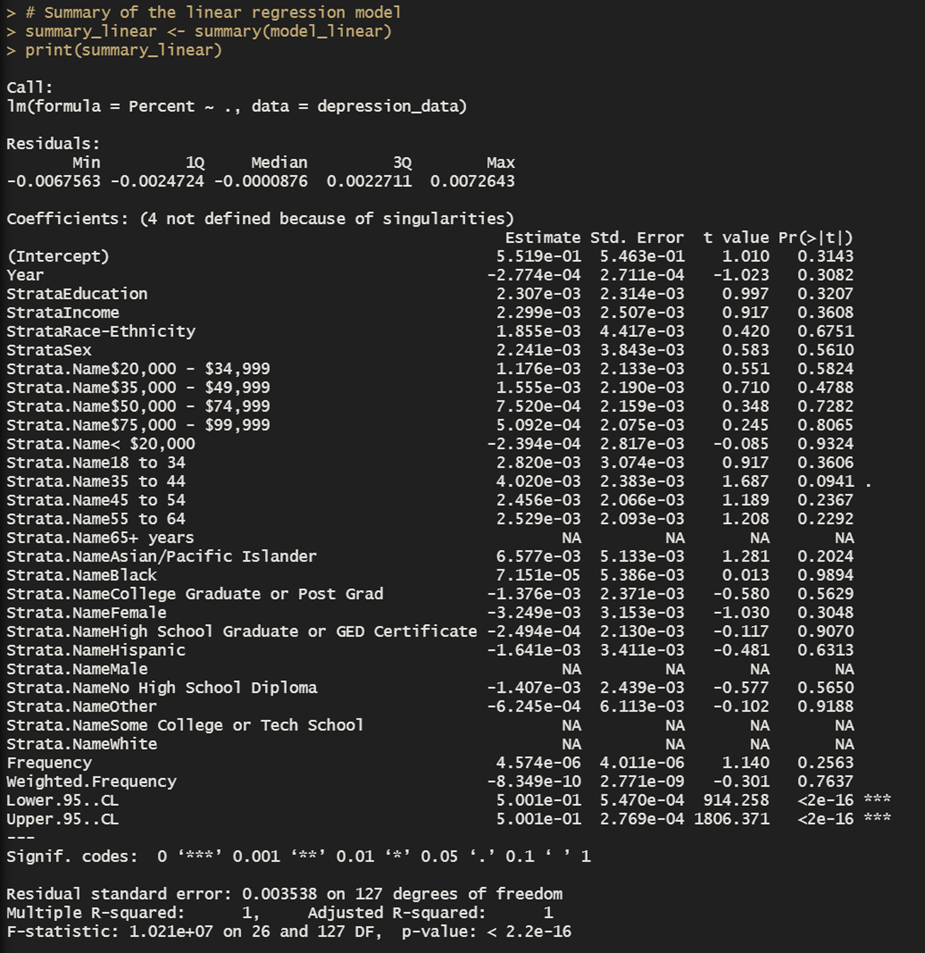 > # Summary of the linear regression model
> summary_linear <- summary(model_linear)
> print(summary_linear)
Call:
lm(formula = Percent ~ ., data = depression_data)
Residuals:
Min 1Q Median 3Q Max
-0.0067563 -0.0024724 -0.0000876 0.0022711 0.0072643
Coefficients: (4 not defined because of singularities)
Estimate Std. Error t value Pr(>|t|)
(Intercept) 5.519e-01 5.463e-01 1.010 0.3143
Year -2.774e-04 2.711e-04 -1.023 0.3082
StrataEducation 2.307e-03 2.314e-03 0.997 0.3207
StrataIncome 2.299e-03 2.507e-03 0.917 0.3608
StrataRace-Ethnicity 1.855e-03 4.417e-03 0.420 0.6751
StrataSex 2.241e-03 3.843e-03 0.583 0.5610
Strata.Name$20,000 - $34,999 1.176e-03 2.133e-03 0.551 0.5824
Strata.Name$35,000 - $49,999 1.555e-03 2.190e-03 0.710 0.4788
Strata.Name$50,000 - $74,999 7.520e-04 2.159e-03 0.348 0.7282
Strata.Name$75,000 - $99,999 5.092e-04 2.075e-03 0.245 0.8065
Strata.Name< $20,000 -2.394e-04 2.817e-03 -0.085 0.9324
Strata.Name18 to 34 2.820e-03 3.074e-03 0.917 0.3606
Strata.Name35 to 44 4.020e-03 2.383e-03 1.687 0.0941 .
Strata.Name45 to 54 2.456e-03 2.066e-03 1.189 0.2367
Strata.Name55 to 64 2.529e-03 2.093e-03 1.208 0.2292
Strata.Name65+ years NA NA NA NA
Strata.NameAsian/Pacific Islander 6.577e-03 5.133e-03 1.281 0.2024
Strata.NameBlack 7.151e-05 5.386e-03 0.013 0.9894
Strata.NameCollege Graduate or Post Grad -1.376e-03 2.371e-03 -0.580 0.5629
Strata.NameFemale -3.249e-03 3.153e-03 -1.030 0.3048
Strata.NameHigh School Graduate or GED Certificate -2.494e-04 2.130e-03 -0.117 0.9070
Strata.NameHispanic -1.641e-03 3.411e-03 -0.481 0.6313
Strata.NameMale NA NA NA NA
Strata.NameNo High School Diploma -1.407e-03 2.439e-03 -0.577 0.5650
Strata.NameOther -6.245e-04 6.113e-03 -0.102 0.9188
Strata.NameSome College or Tech School NA NA NA NA
Strata.NameWhite NA NA NA NA
Frequency 4.574e-06 4.011e-06 1.140 0.2563
Weighted.Frequency -8.349e-10 2.771e-09 -0.301 0.7637
Lower.95..CL 5.001e-01 5.470e-04 914.258 <2e-16 ***
Upper.95..CL 5.001e-01 2.769e-04 1806.371 <2e-16 ***
---
Signif. codes: 0 ‘***’ 0.001 ‘**’ 0.01 ‘*’ 0.05 ‘.’ 0.1 ‘ ’ 1
Residual standard error: 0.003538 on 127 degrees of freedom
Multiple R-squared: 1, Adjusted R-squared: 1
F-statistic: 1.021e+07 on 26 and 127 DF, p-value: < 2.2e-16